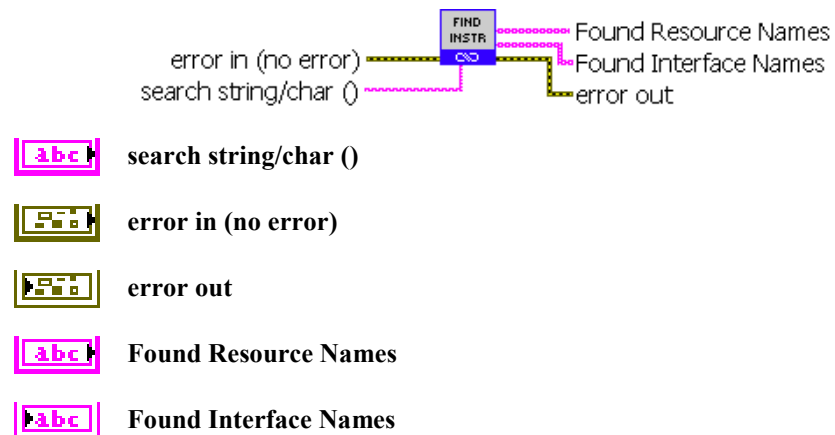 FIND
INSTR
Found Resource Names
error in (no error)
Found Interface Names
search string/char ()
error out
abc search string/char ()
error in (no error)
error out
abc Found Resource Names
abc Found Interface Names